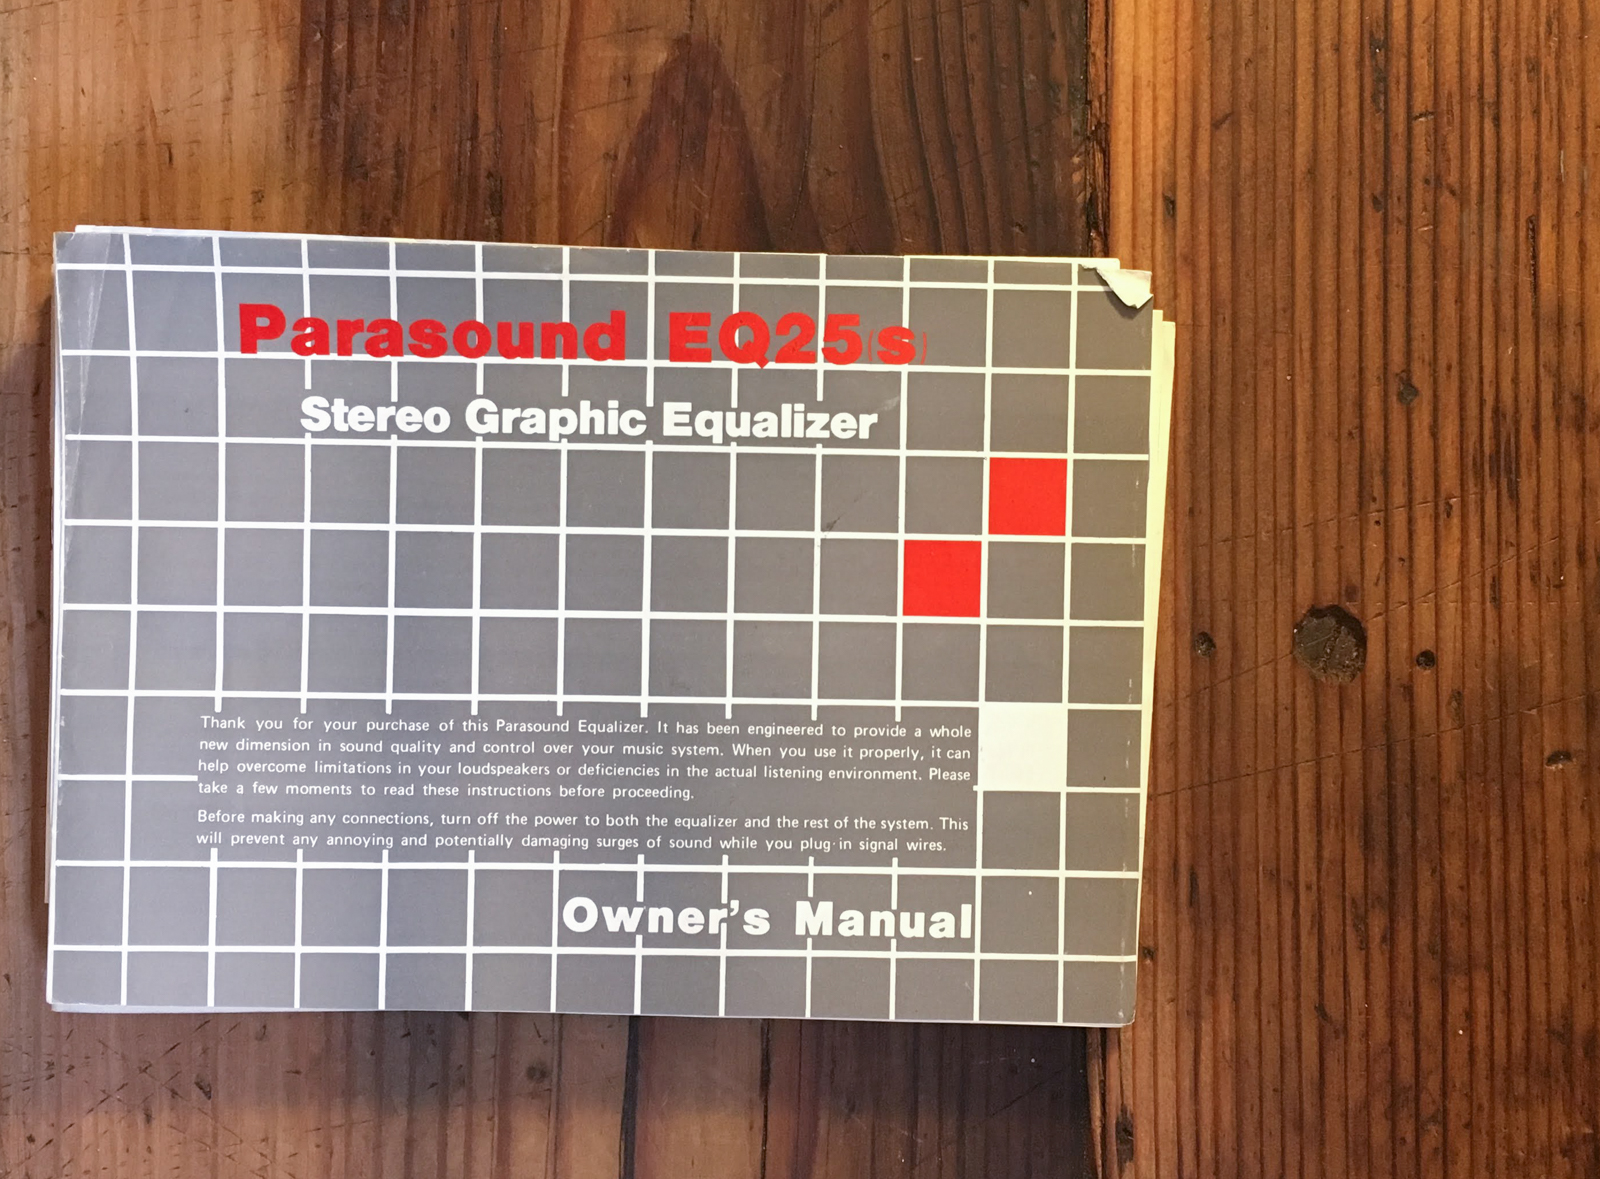 Parasound EQ25(s)
Stereo Graphic Equalizer
Thank you for your purchase of this Parasound Equalizer. It has been engineered to provide a whole
new dimension in sound quality and control over your music system. When you use it properly, it can
help overcome limitations in your loudspeakers or deficiencies in the actual listening environment. Please
take a few moments to read these instructions before proceeding.
Before making any connections, turn off the power to both the equalizer and the rest of the system. This
will prevent any annoying and potentially damaging surges of sound while you plug-in signal wires.
Owner's Manual